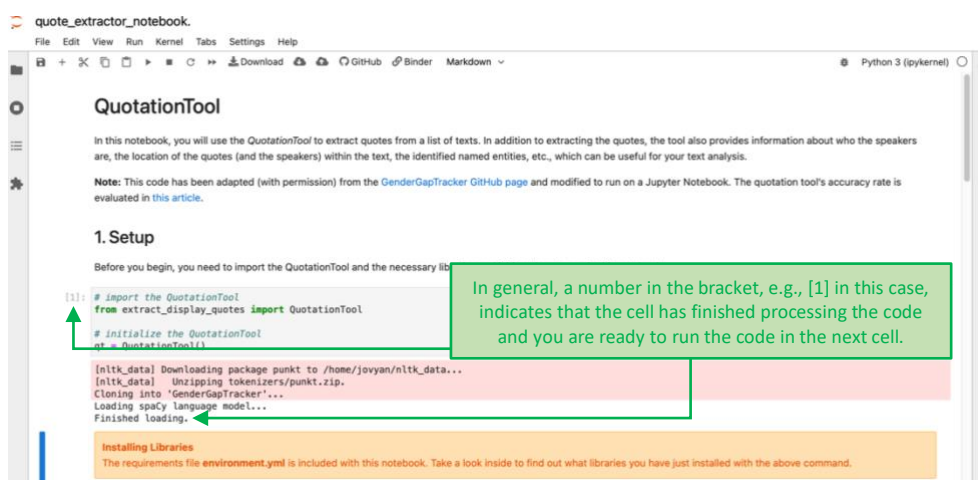 quote_extractor_notebook.
File Edit View Run Kernel Tabs Settings Help
Download GitHub Binder Markdown Python 3 (ipykernel)
QuotationTool
In this notebook, you will use the QuotationTool to extract quotes from a list of texts. In addition to extracting the quotes, the tool also provides information about who the speakers
are, the location of the quotes (and the speakers) within the text, the identified named entities, etc., which can be useful for your text analysis.
Note: This code has been adapted (with permission) from the GenderGapTracker GitHub page and modified to run on a Jupyter Notebook. The quotation tool's accuracy rate is
evaluated in this article.
1. Setup
Before you begin, you need to import the QuotationTool and the necessary lib
In general, a number in the bracket, e.g., [1] in this case,
indicates that the cell has finished processing the code
and you are ready to run the code in the next cell.
[1]: # import the QuotationTool
from extract_display_quotes import QuotationTool
# initialize the QuotationTool
qt = QuotationTool()
[nltk_data] Downloading package punkt to /home/jovyan/nltk_data...
[nltk_data] Unzipping tokenizers/punkt.zip.
Cloning into 'GenderGapTracker'...
Loading spaCy language model...
Finished loading.
Installing Libraries
The requirements file environment.yml is included with this notebook. Take a look inside to find out what libraries you have just installed with the above command.